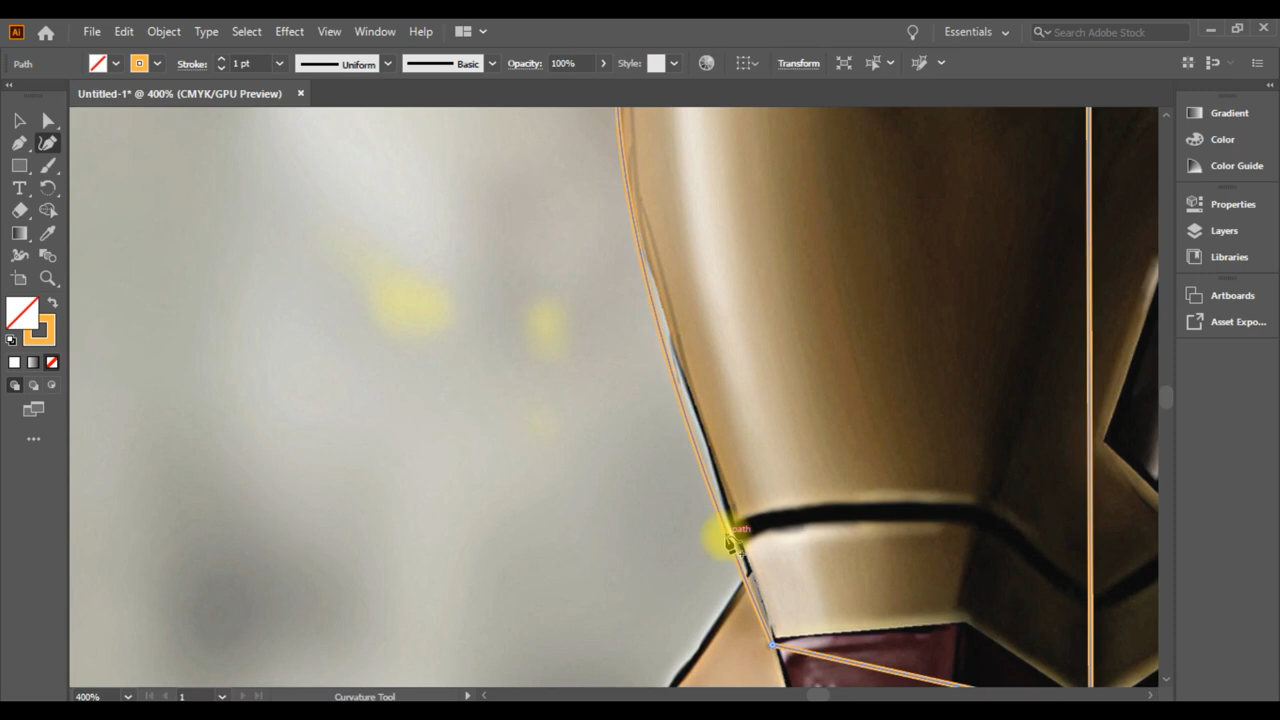 Ai File Edit Object Type Select Effect View Window Help Essentials Search Adobe Stock
Path Stroke: 1 pt Uniform Basic Opacity: 100% Style: Transform
Untitled-1* @ 400% (CMYK/GPU Preview)
Gradient
Color
Color Guide
Properties
Layers
Libraries
Artboards
Asset Expo...
path
400% 1 Curvature Tool